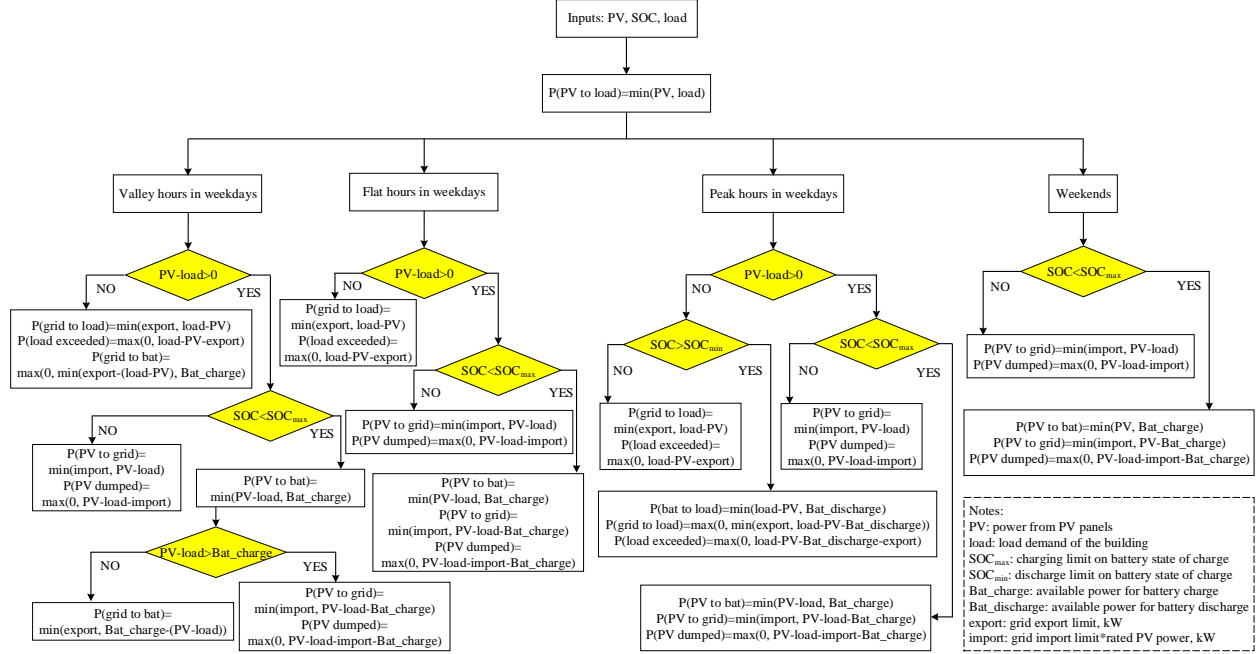 Inputs: PV, SOC, load
P(PV to load)=min(PV, load)
Valley hours in weekdays
Flat hours in weekdays
Peak hours in weekdays
Weekends
PV-load>0
NO
YES
P(grid to load)=min(export, load-PV)
P(load exceeded)=max(0, load-PV-export)
P(grid to bat)=
max(0, min(export-(load-PV), Bat_charge)
SOC<SOCmax
NO
YES
P(PV to grid)=
min(import, PV-load)
P(PV dumped)=
max(0, PV-load-import)
P(PV to bat)=
min(PV-load, Bat_charge)
PV-load>Bat_charge
NO
YES
P(grid to bat)=
min(export, Bat_charge-(PV-load))
P(PV to grid)=
min(import, PV-load-Bat_charge)
P(PV dumped)=
max(0, PV-load-import-Bat_charge)
PV-load>0
NO
YES
P(grid to load)=
min(export, load-PV)
P(load exceeded)=
max(0, load-PV-export)
SOC<SOCmax
NO
YES
P(PV to grid)=min(import, PV-load)
P(PV dumped)=max(0, PV-load-import)
P(PV to bat)=
min(PV-load, Bat_charge)
P(PV to grid)=
min(import, PV-load-Bat_charge)
P(PV dumped)=
max(0, PV-load-import-Bat_charge)
PV-load>0
NO
YES
SOC>SOCmin
NO
YES
P(grid to load)=
min(export, load-PV)
P(load exceeded)=
max(0, load-PV-export)
P(bat to load)=min(load-PV, Bat_discharge)
P(grid to load)=max(0, min(export, load-PV-Bat_discharge))
P(load exceeded)=max(0, load-PV-Bat_discharge-export)
SOC<SOCmax
NO
YES
P(PV to grid)=
min(import, PV-load)
P(PV dumped)=
max(0, PV-load-import)
P(PV to bat)=min(PV-load, Bat_charge)
P(PV to grid)=min(import, PV-load-Bat_charge)
P(PV dumped)=max(0, PV-load-import-Bat_charge)
SOC<SOCmax
NO
YES
P(PV to grid)=min(import, PV-load)
P(PV dumped)=max(0, PV-load-import)
P(PV to bat)=min(PV, Bat_charge)
P(PV to grid)=min(import, PV-Bat_charge)
P(PV dumped)=max(0, PV-load-import-Bat_charge)
Notes:
PV: power from PV panels
load: load demand of the building
SOCmax: charging limit on battery state of charge
SOCmin: discharge limit on battery state of charge
Bat_charge: available power for battery charge
Bat_discharge: available power for battery discharge
export: grid export limit, kW
import: grid import limit*rated PV power, kW